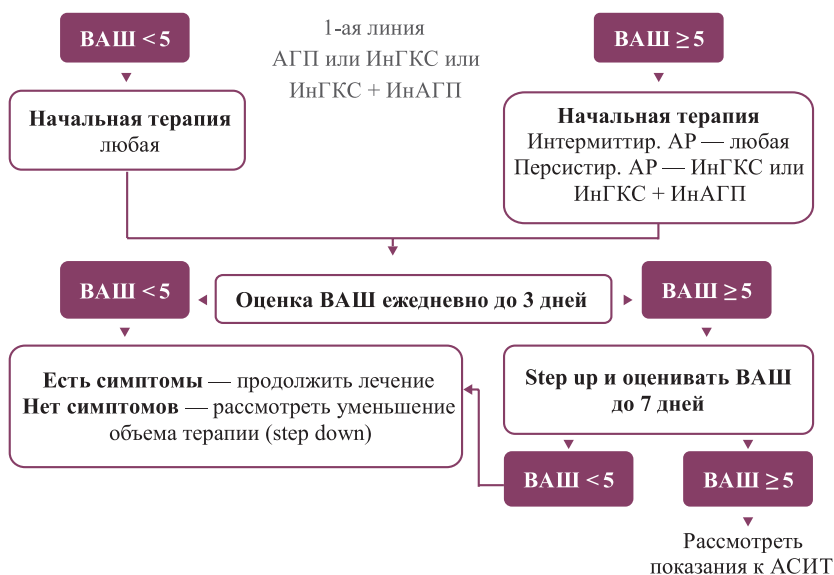 ВАШ < 5
1-ая линия
АГП или ИнГКС или
ИнГКС + ИнАГП
ВАШ ≥ 5
Начальная терапия
любая
Начальная терапия
Интермиттир. АР — любая
Персистир. АР — ИнГКС или
ИнГКС + ИнАГП
ВАШ < 5
Оценка ВАШ ежедневно до 3 дней
ВАШ ≥ 5
Есть симптомы — продолжить лечение
Нет симптомов — рассмотреть уменьшение
объема терапии (step down)
Step up и оценивать ВАШ
до 7 дней
ВАШ < 5
ВАШ ≥ 5
Рассмотреть
показания к АСИТ